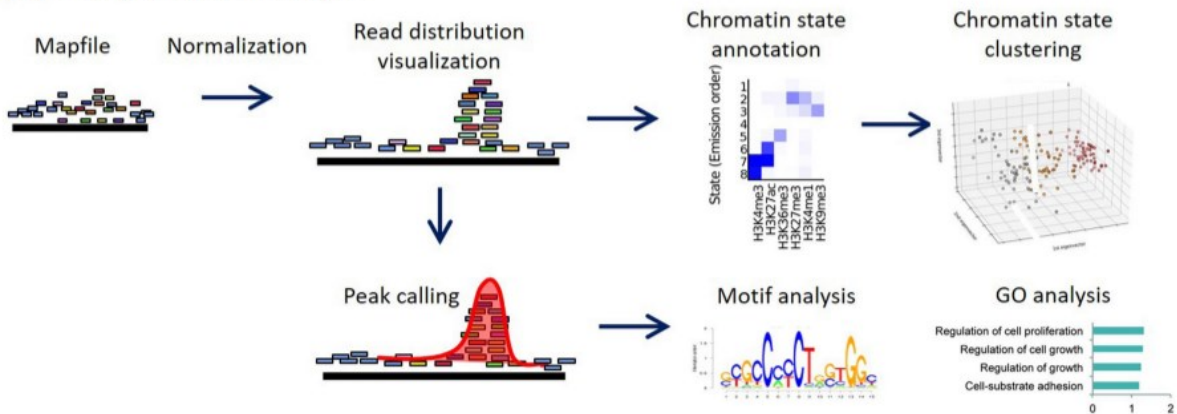 Mapfile
Normalization
Read distribution
visualization
Chromatin state
annotation
Chromatin state
clustering
State (Emission order)
1
2
3
4
5
6
7
8
H3K4me3
H3K27ac
H3K36me3
H3K27me3
H3K4me1
H3K9me3
Peak calling
Motif analysis
GO analysis
Regulation of cell proliferation
Regulation of cell growth
Regulation of growth
Cell-substrate adhesion
0 1 2